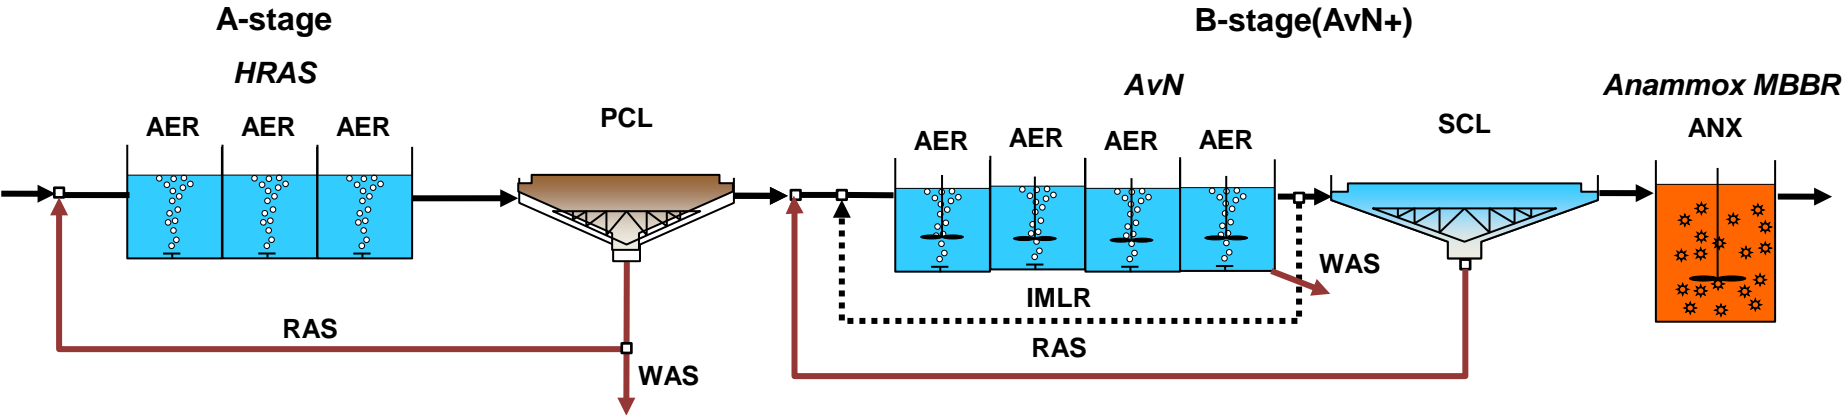 A-stage
B-stage(AvN+)
HRAS
AvN
Anammox MBBR
AER
AER
AER
PCL
AER
AER
AER
AER
SCL
ANX
WAS
IMLR
RAS
RAS
WAS